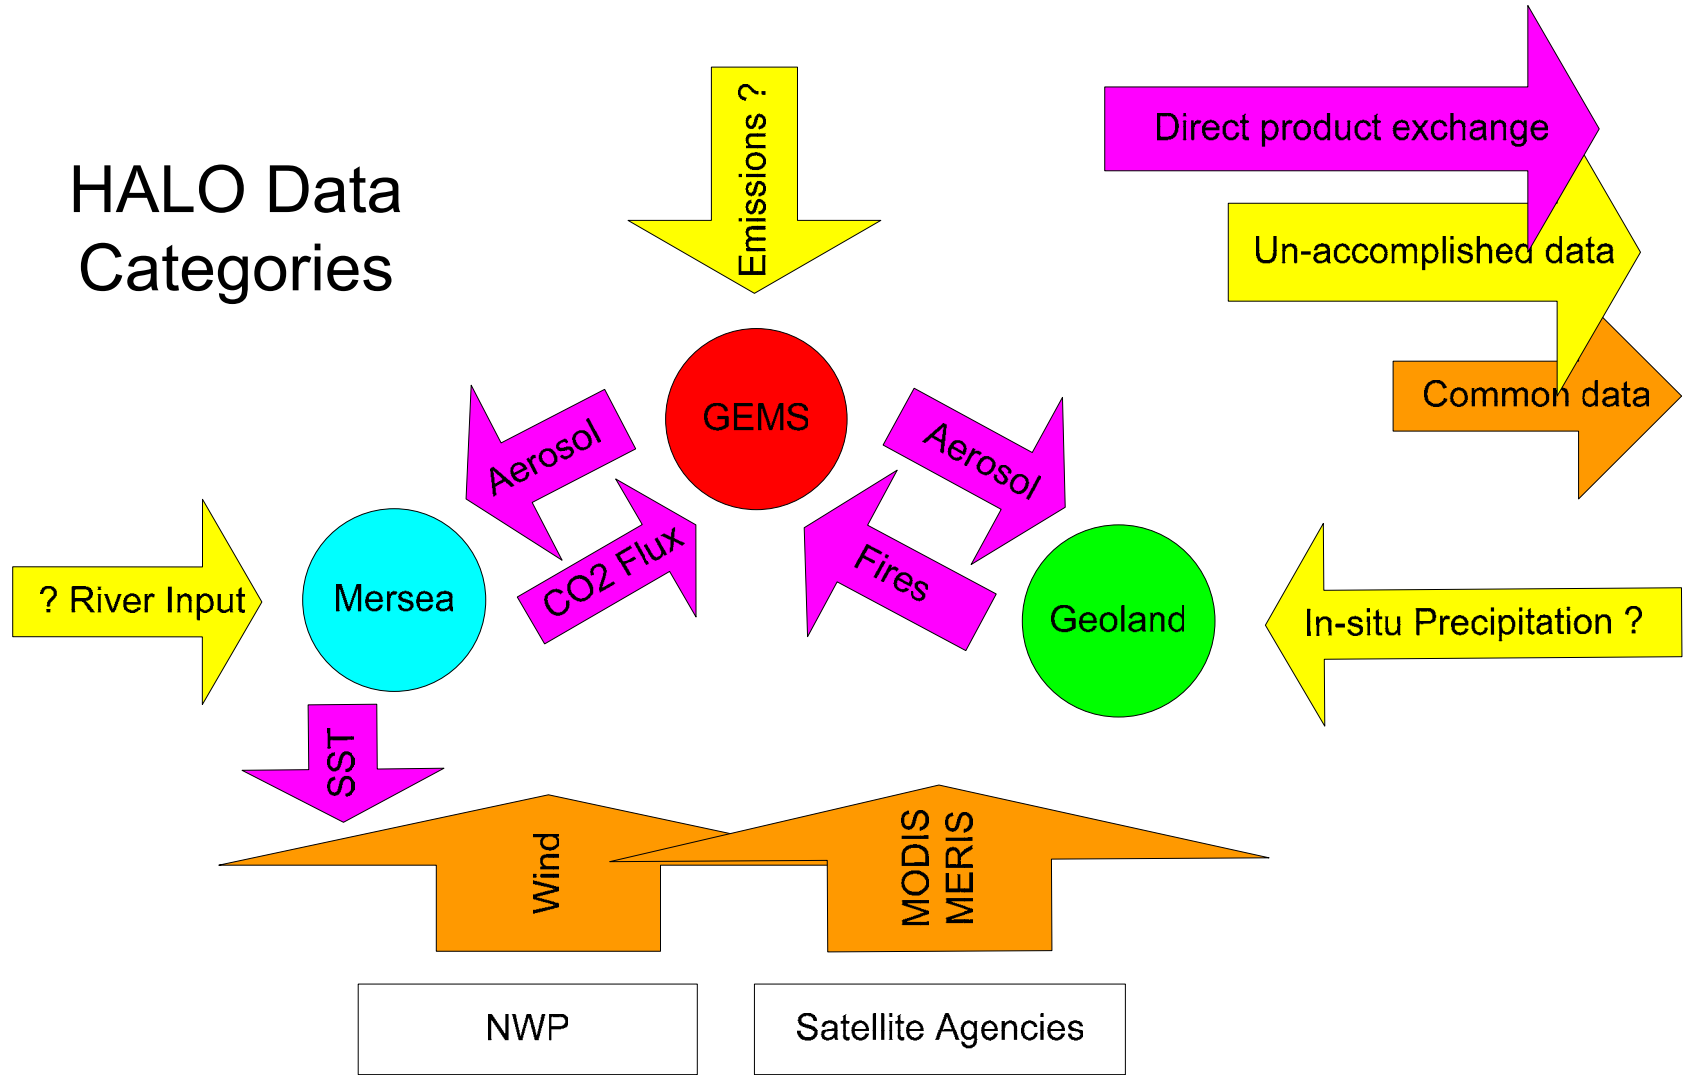 HALO Data
Categories
Emissions ?
Direct product exchange
Un-accomplished data
Common data
GEMS
Aerosol
Aerosol
CO2 Flux
Fires
? River Input
Mersea
Geoland
In-situ Precipitation ?
SST
Wind
MODIS
MERIS
NWP
Satellite Agencies